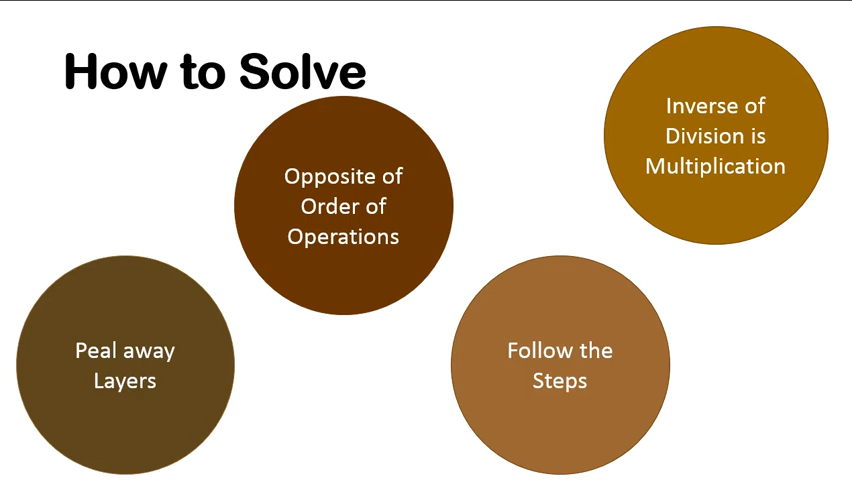 How to Solve
Peal away
Layers
Opposite of
Order of
Operations
Follow the
Steps
Inverse of
Division is
Multiplication